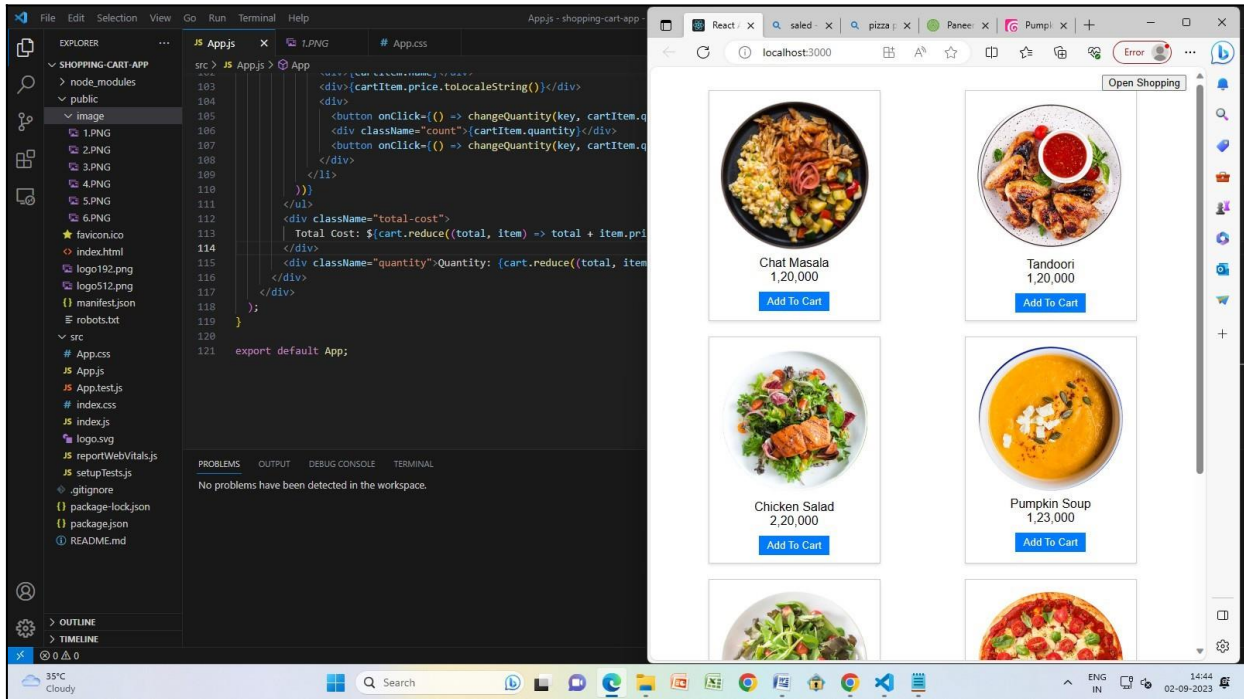 File Edit Selection View Go Run Terminal Help
App.js - shopping-cart-app -
EXPLORER
SHOPPING-CART-APP
node_modules
public
image
1.PNG
2.PNG
3.PNG
4.PNG
5.PNG
6.PNG
favicon.ico
index.html
logo192.png
logo512.png
manifest.json
robots.txt
src
App.css
App.js
App.test.js
index.css
index.js
logo.svg
reportWebVitals.js
setupTests.js
.gitignore
package-lock.json
package.json
README.md
OUTLINE
TIMELINE
0 0
JS App.js 1.PNG # App.css
src > JS App.js > App
103 <div>{cartItem.price.toLocaleString()}</div>
104 <div>
105 <button onClick={() => changeQuantity(key, cartItem.q
106 <div className="count">{cartItem.quantity}</div>
107 <button onClick={() => changeQuantity(key, cartItem.q
108 </div>
109 </li>
110 ))}
111 </ul>
112 <div className="total-cost">
113 Total Cost: ${cart.reduce((total, item) => total + item.pri
114 </div>
115 <div className="quantity">Quantity: {cart.reduce((total, item
116 </div>
117 </div>
118 );
119 }
120
121 export default App;
PROBLEMS OUTPUT DEBUG CONSOLE TERMINAL
No problems have been detected in the workspace.
React saled - pizza p Paneer Pumpk
localhost:3000
Error
Open Shopping
Chat Masala
1,20,000
Add To Cart
Tandoori
1,20,000
Add To Cart
Chicken Salad
2,20,000
Add To Cart
Pumpkin Soup
1,23,000
Add To Cart
35°C
Cloudy
Search
ENG
IN
14:44
02-09-2023